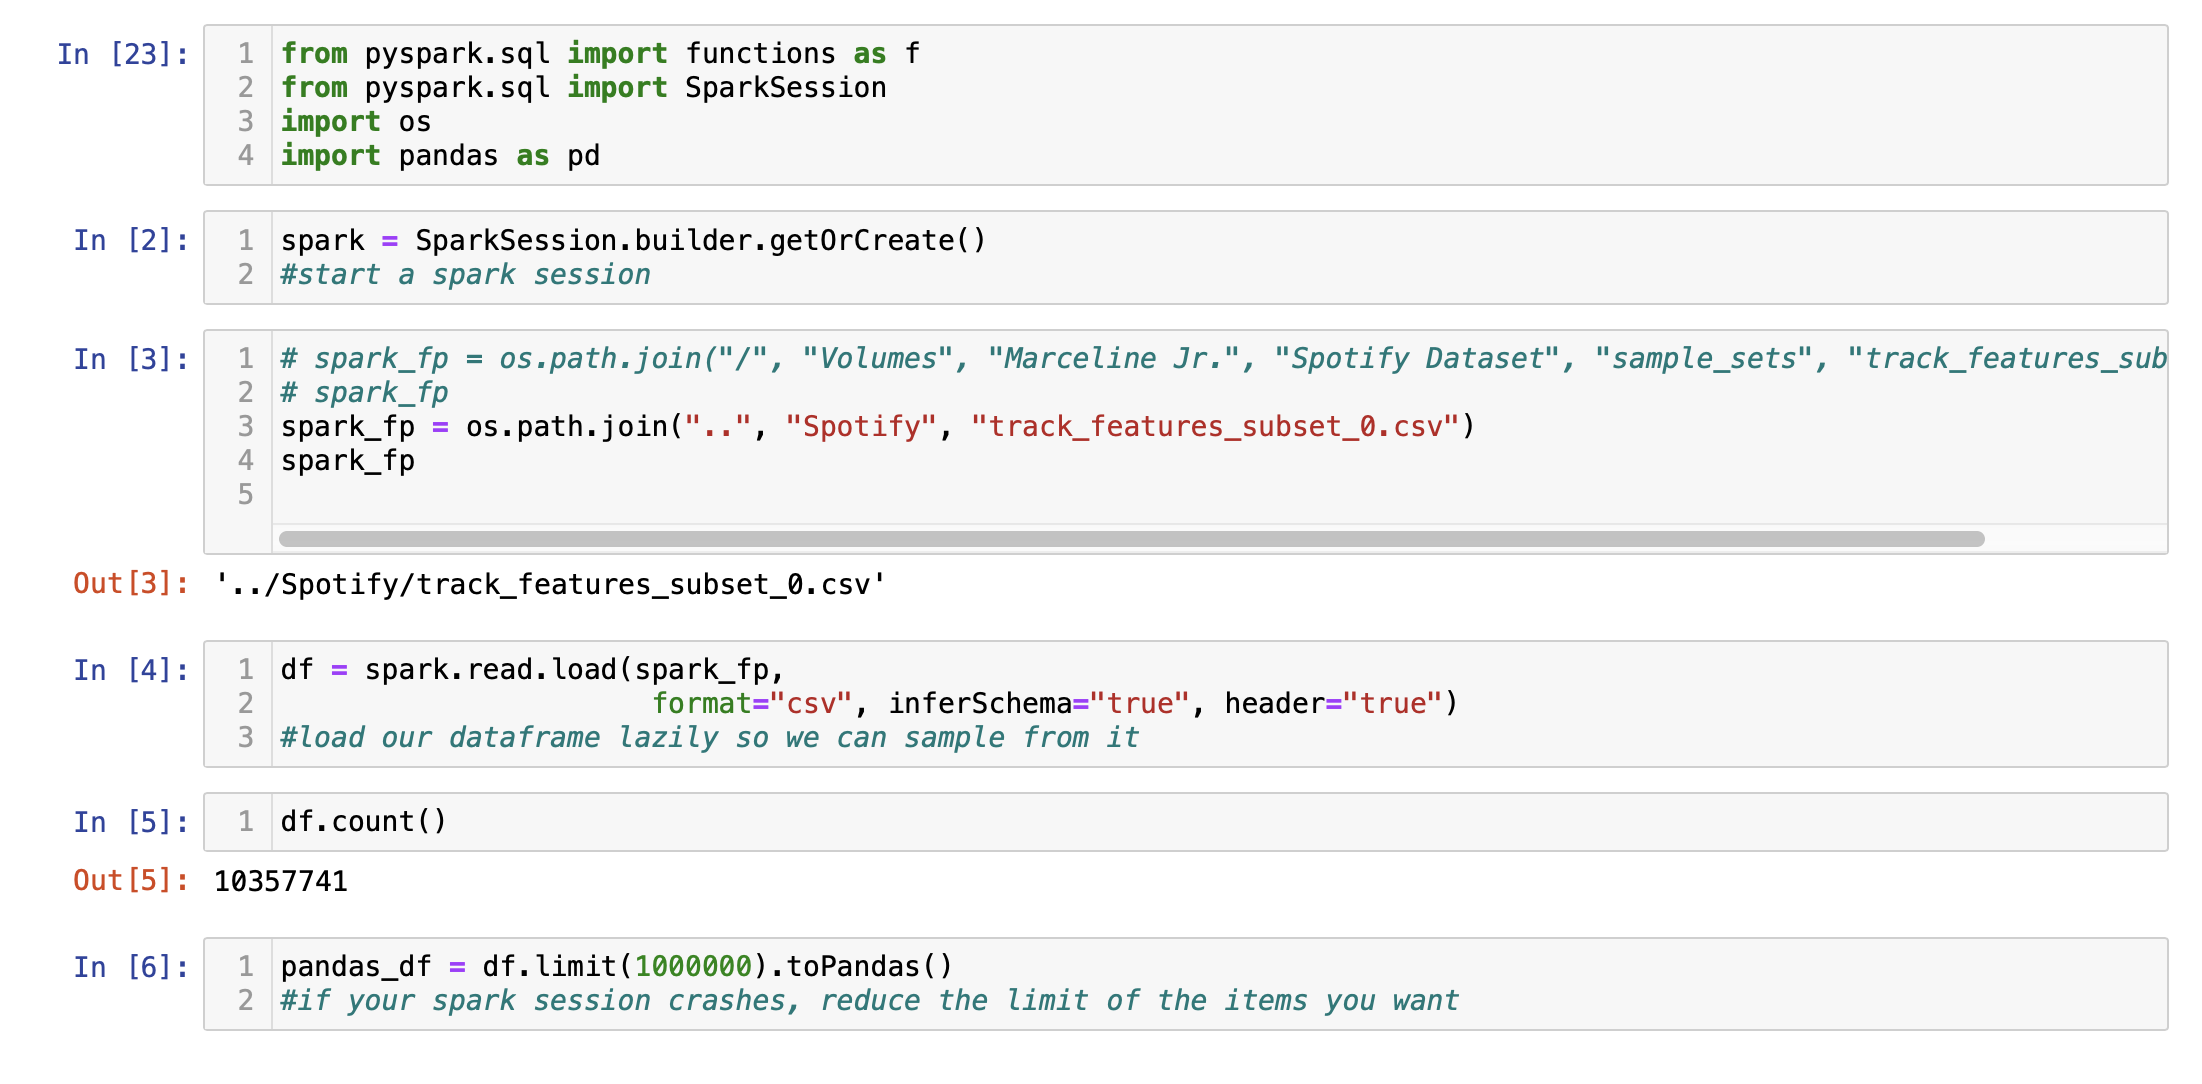 In [23]:
1 from pyspark.sql import functions as f
2 from pyspark.sql import SparkSession
3 import os
4 import pandas as pd
In [2]:
1 spark = SparkSession.builder.getOrCreate()
2 #start a spark session
In [3]:
1 # spark_fp = os.path.join("/", "Volumes", "Marceline Jr.", "Spotify Dataset", "sample_sets", "track_features_sub
2 # spark_fp
3 spark_fp = os.path.join("..", "Spotify", "track_features_subset_0.csv")
4 spark_fp
5
Out[3]: '../Spotify/track_features_subset_0.csv'
In [4]:
1 df = spark.read.load(spark_fp,
2 format="csv", inferSchema="true", header="true")
3 #load our dataframe lazily so we can sample from it
In [5]:
1 df.count()
Out[5]: 10357741
In [6]:
1 pandas_df = df.limit(1000000).toPandas()
2 #if your spark session crashes, reduce the limit of the items you want